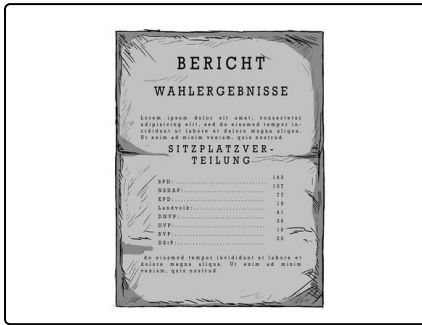 BERICHT
WAHLERGEBNISSE
Lorem ipsum dolor sit amet, consectetur
adipisicing elit, sed do eiusmod tempor in-
cididunt ut labore et dolore magna aliqua.
Ut enim ad minim veniam, quis nostrud
SITZPLATZVER-
TEILUNG
SPD: 143
NSDAP: 107
KPD: 77
Landvolk: 19
DNVP: 41
DVP: 30
BVP: 19
DStP: 20
do eiusmod tempor incididunt ut labore et
dolore magna aliqua. Ut enim ad minim
veniam, quis nostrud